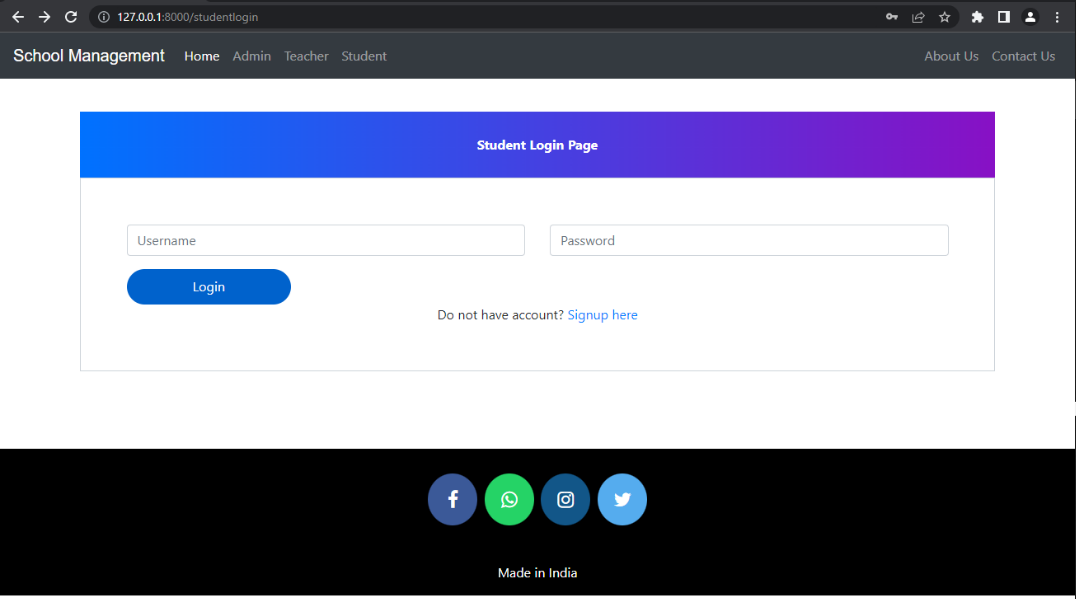 127.0.0.1:8000/studentlogin
School Management Home Admin Teacher Student About Us Contact Us
Student Login Page
Username Password
Login
Do not have account? Signup here
Made in India